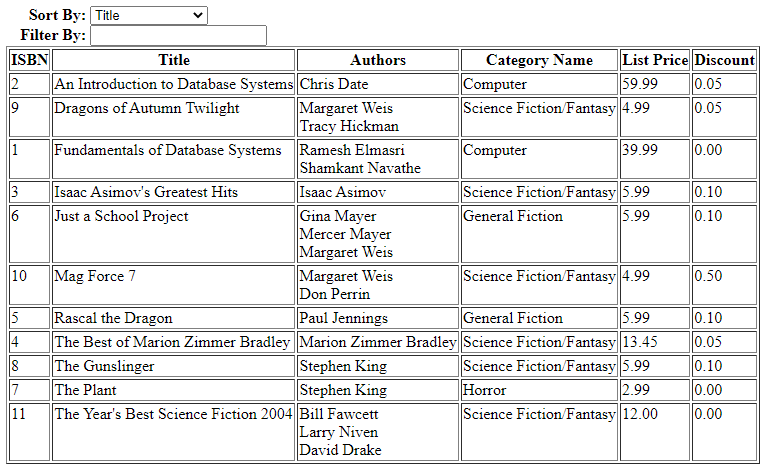 Sort By: Title
Filter By:
ISBN Title Authors Category Name List Price Discount
2 An Introduction to Database Systems Chris Date Computer 59.99 0.05
9 Dragons of Autumn Twilight Margaret Weis Science Fiction/Fantasy 4.99 0.05
Tracy Hickman
1 Fundamentals of Database Systems Ramesh Elmasri Computer 39.99 0.00
Shamkant Navathe
3 Isaac Asimov's Greatest Hits Isaac Asimov Science Fiction/Fantasy 5.99 0.10
6 Just a School Project Gina Mayer General Fiction 5.99 0.10
Mercer Mayer
Margaret Weis
10 Mag Force 7 Margaret Weis Science Fiction/Fantasy 4.99 0.50
Don Perrin
5 Rascal the Dragon Paul Jennings General Fiction 5.99 0.10
4 The Best of Marion Zimmer Bradley Marion Zimmer Bradley Science Fiction/Fantasy 13.45 0.05
8 The Gunslinger Stephen King Science Fiction/Fantasy 5.99 0.10
7 The Plant Stephen King Horror 2.99 0.00
11 The Year's Best Science Fiction 2004 Bill Fawcett Science Fiction/Fantasy 12.00 0.00
Larry Niven
David Drake